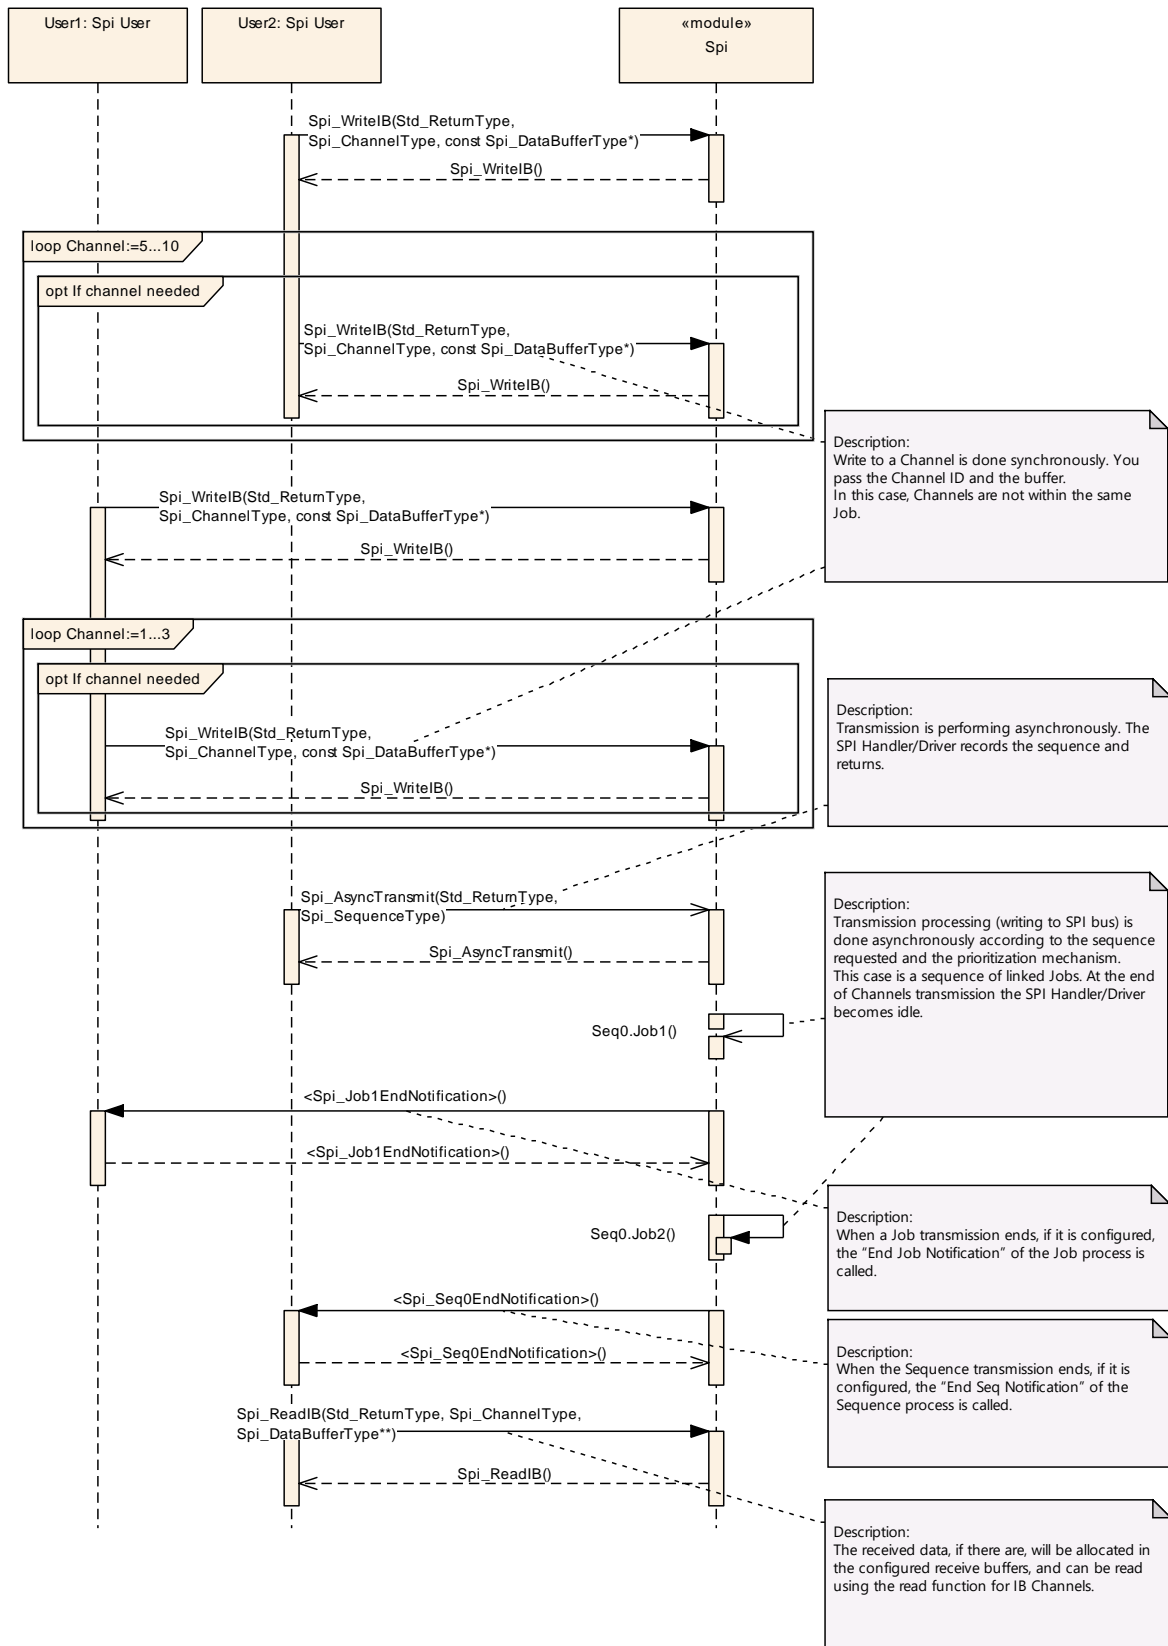 User1: Spi User
User2: Spi User
«module»
Spi
Spi_WriteIB(Std_ReturnType,
Spi_ChannelType, const Spi_DataBufferType*)
Spi_WriteIB()
loop Channel:=5...10
opt If channel needed
Spi_WriteIB(Std_ReturnType,
Spi_ChannelType, const Spi_DataBufferType*)
Spi_WriteIB()
Description:
Write to a Channel is done synchronously. You
pass the Channel ID and the buffer.
In this case, Channels are not within the same
Job.
Spi_WriteIB(Std_ReturnType,
Spi_ChannelType, const Spi_DataBufferType*)
Spi_WriteIB()
loop Channel:=1...3
opt If channel needed
Spi_WriteIB(Std_ReturnType,
Spi_ChannelType, const Spi_DataBufferType*)
Spi_WriteIB()
Description:
Transmission is performing asynchronously. The
SPI Handler/Driver records the sequence and
returns.
Spi_AsyncTransmit(Std_ReturnType,
Spi_SequenceType)
Spi_AsyncTransmit()
Description:
Transmission processing (writing to SPI bus) is
done asynchronously according to the sequence
requested and the prioritization mechanism.
This case is a sequence of linked Jobs. At the end
of Channels transmission the SPI Handler/Driver
becomes idle.
Seq0.Job1()
<Spi_Job1EndNotification>()
<Spi_Job1EndNotification>()
Seq0.Job2()
Description:
When a Job transmission ends, if it is configured,
the “End Job Notification” of the Job process is
called.
<Spi_Seq0EndNotification>()
<Spi_Seq0EndNotification>()
Description:
When the Sequence transmission ends, if it is
configured, the “End Seq Notification” of the
Sequence process is called.
Spi_ReadIB(Std_ReturnType, Spi_ChannelType,
Spi_DataBufferType**)
Spi_ReadIB()
Description:
The received data, if there are, will be allocated in
the configured receive buffers, and can be read
using the read function for IB Channels.